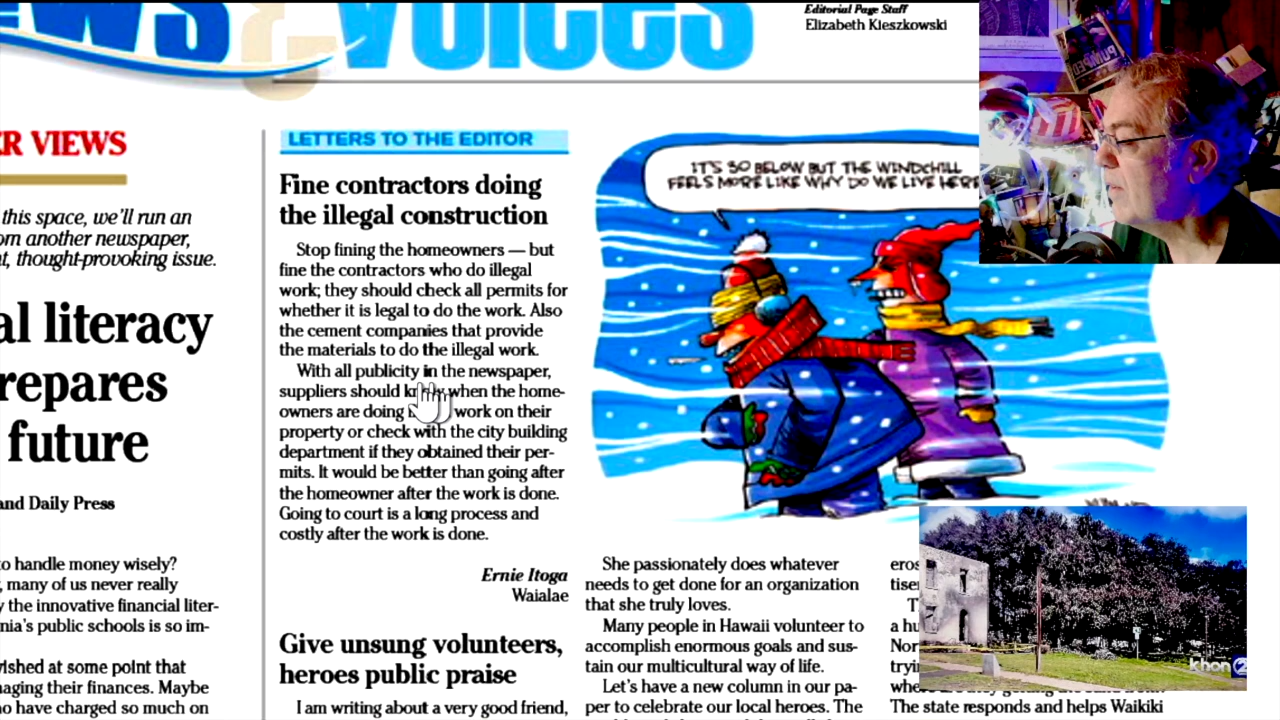 & Voices
Editorial Page Staff
Elizabeth Kieszkowski
PUMPED
VIEWS
this space, we'll run an
another newspaper,
thought-provoking issue.
literacy
future
and Daily Press
to handle money wisely?
many of us never really
the innovative financial liter-
public schools is so im-
at some point that
their finances. Maybe
have charged so much on
LETTERS TO THE EDITOR
Fine contractors doing
the illegal construction
Stop fining the homeowners — but
fine the contractors who do illegal
work; they should check all permits for
whether it is legal to do the work. Also
the cement companies that provide
the materials to do the illegal work.
With all publicity in the newspaper,
suppliers should when the home-
owners are doing work on their
property or check with the city building
department if they obtained their per-
mits. It would be better than going after
the homeowner after the work is done.
Going to court is a long process and
costly after the work is done.
Ernie Itoga
Waialae
Give unsung volunteers,
heroes public praise
I am writing about a very good friend,
IT'S 30 BELOW BUT THE WINDCHILL
FEELS MORE LIKE WHY DO WE LIVE HERE
She passionately does whatever
needs to get done for an organization
that she truly loves.
Many people in Hawaii volunteer to
accomplish enormous goals and sus-
tain our multicultural way of life.
Let's have a new column in our pa-
per to celebrate our local heroes. The
The state responds and helps Waikiki
khon 2